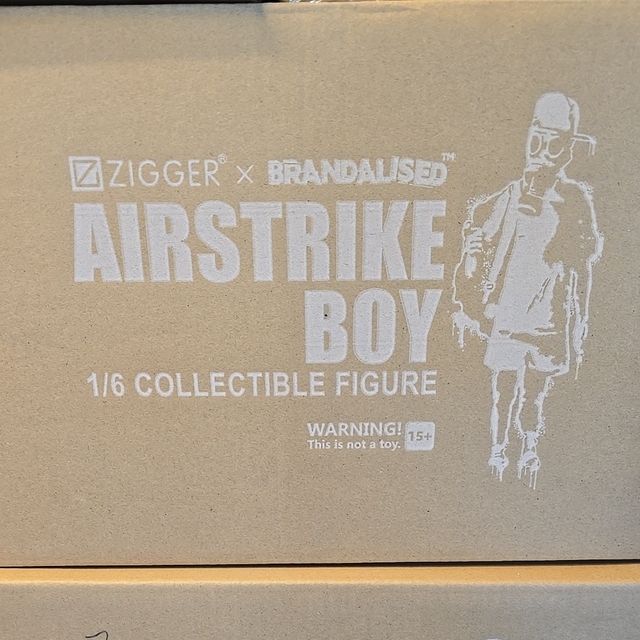 ZIGGER® × BRANDALISED™
AIRSTRIKE
BOY
1/6 COLLECTIBLE FIGURE
WARNING! 15+
This is not a toy.